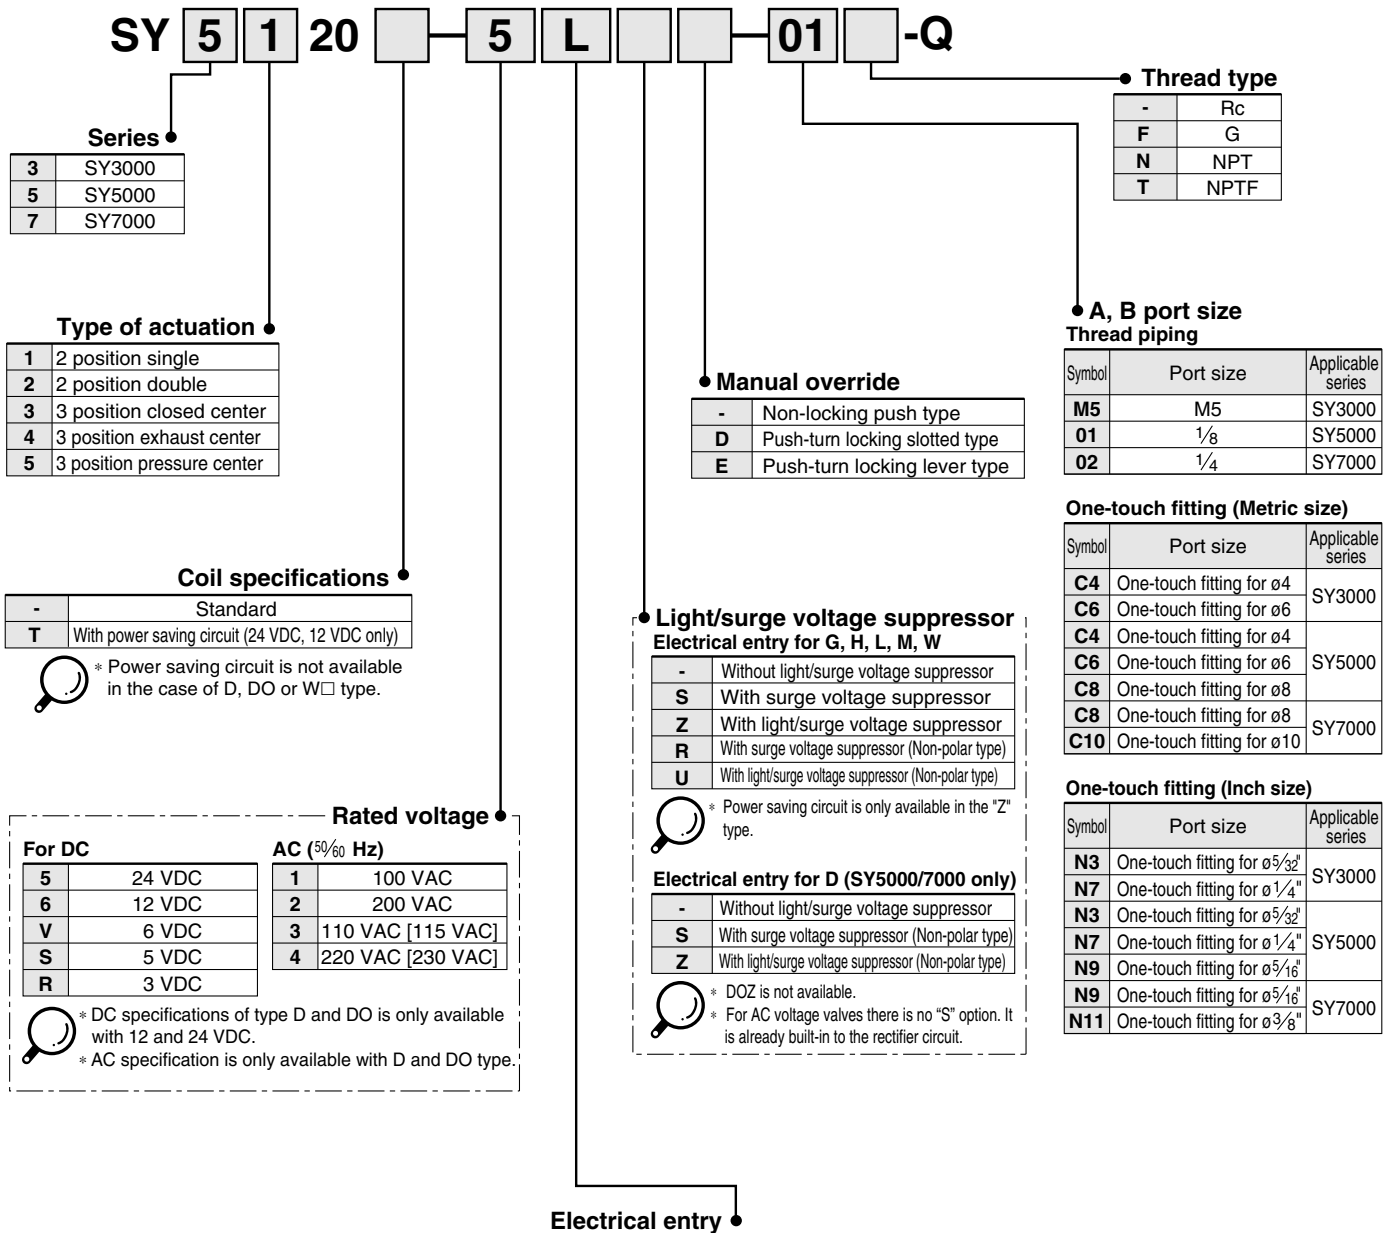 SY 5 1 20 - 5 L - 01 -Q
Thread type
- Rc
F G
N NPT
T NPTF
Series
3 SY3000
5 SY5000
7 SY7000
Type of actuation
1 2 position single
2 2 position double
3 3 position closed center
4 3 position exhaust center
5 3 position pressure center
A, B port size
Thread piping
Symbol Port size Applicable series
M5 M5 SY3000
01 1/8 SY5000
02 1/4 SY7000
Manual override
- Non-locking push type
D Push-turn locking slotted type
E Push-turn locking lever type
One-touch fitting (Metric size)
Symbol Port size Applicable series
C4 One-touch fitting for ø4 SY3000
C6 One-touch fitting for ø6
C4 One-touch fitting for ø4 SY5000
C6 One-touch fitting for ø6
C8 One-touch fitting for ø8
C8 One-touch fitting for ø8 SY7000
C10 One-touch fitting for ø10
Coil specifications
- Standard
T With power saving circuit (24 VDC, 12 VDC only)
* Power saving circuit is not available
in the case of D, DO or W□ type.
Light/surge voltage suppressor
Electrical entry for G, H, L, M, W
- Without light/surge voltage suppressor
S With surge voltage suppressor
Z With light/surge voltage suppressor
R With surge voltage suppressor (Non-polar type)
U With light/surge voltage suppressor (Non-polar type)
* Power saving circuit is only available in the "Z"
type.
Electrical entry for D (SY5000/7000 only)
- Without light/surge voltage suppressor
S With surge voltage suppressor (Non-polar type)
Z With light/surge voltage suppressor (Non-polar type)
* DOZ is not available.
* For AC voltage valves there is no “S” option. It
is already built-in to the rectifier circuit.
One-touch fitting (Inch size)
Symbol Port size Applicable series
N3 One-touch fitting for ø5/32" SY3000
N7 One-touch fitting for ø1/4"
N3 One-touch fitting for ø5/32" SY5000
N7 One-touch fitting for ø1/4"
N9 One-touch fitting for ø5/16"
N9 One-touch fitting for ø5/16" SY7000
N11 One-touch fitting for ø3/8"
Rated voltage
For DC
5 24 VDC
6 12 VDC
V 6 VDC
S 5 VDC
R 3 VDC
AC (50/60 Hz)
1 100 VAC
2 200 VAC
3 110 VAC [115 VAC]
4 220 VAC [230 VAC]
* DC specifications of type D and DO is only available
with 12 and 24 VDC.
* AC specification is only available with D and DO type.
Electrical entry